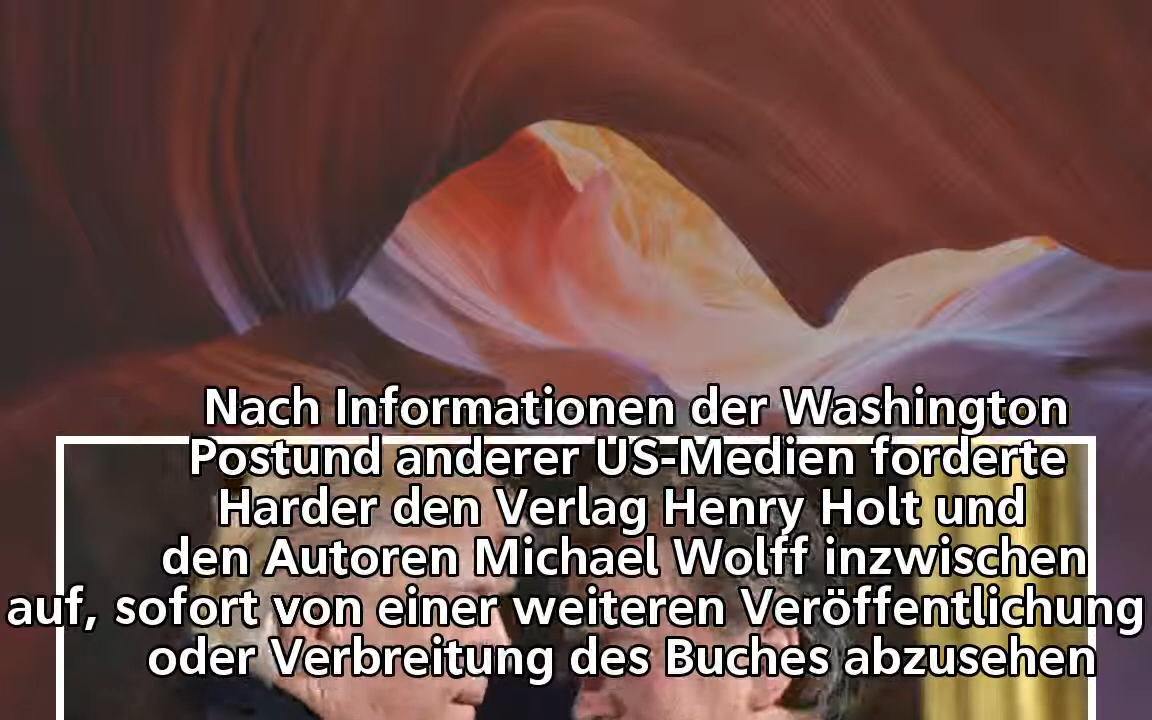 Nach Informationen der Washington
Postund anderer US-Medien forderte
Harder den Verlag Henry Holt und
den Autoren Michael Wolff inzwischen
auf, sofort von einer weiteren Veröffentlichung
oder Verbreitung des Buches abzusehen